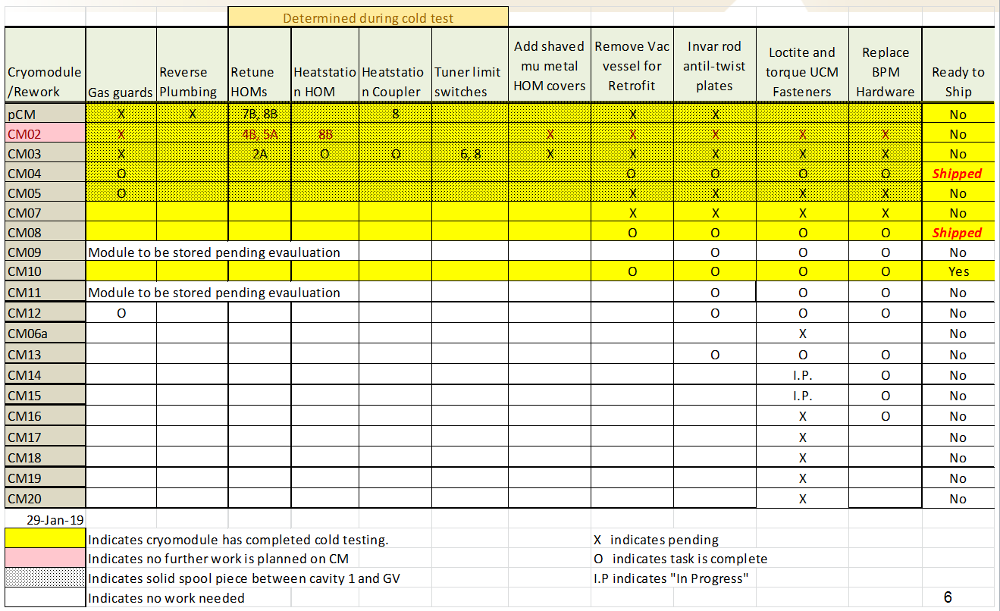 Determined during cold test
Cryomodule /Rework Gas guards Reverse Plumbing Retune HOMs Heatstatio n HOM Heatstatio n Coupler Tuner limit switches Add shaved mu metal HOM covers Remove Vac vessel for Retrofit Invar rod antil-twist plates Loctite and torque UCM Fasteners Replace BPM Hardware Ready to Ship
pCM X X 7B, 8B 8 X X No
CM02 X 4B, 5A 8B X X X X X No
CM03 X 2A O O 6, 8 X X X X X No
CM04 O O O O O Shipped
CM05 O X X X X No
CM07 X X X X No
CM08 O O O O Shipped
CM09 Module to be stored pending evauluation O O O No
CM10 O O O O Yes
CM11 Module to be stored pending evauluation O O O No
CM12 O O O O No
CM06a X No
CM13 O O O No
CM14 I.P. O No
CM15 I.P. O No
CM16 X O No
CM17 X No
CM18 X No
CM19 X No
CM20 X No
29-Jan-19
Indicates cryomodule has completed cold testing. X indicates pending
Indicates no further work is planned on CM O indicates task is complete
Indicates solid spool piece between cavity 1 and GV I.P indicates "In Progress"
Indicates no work needed 6